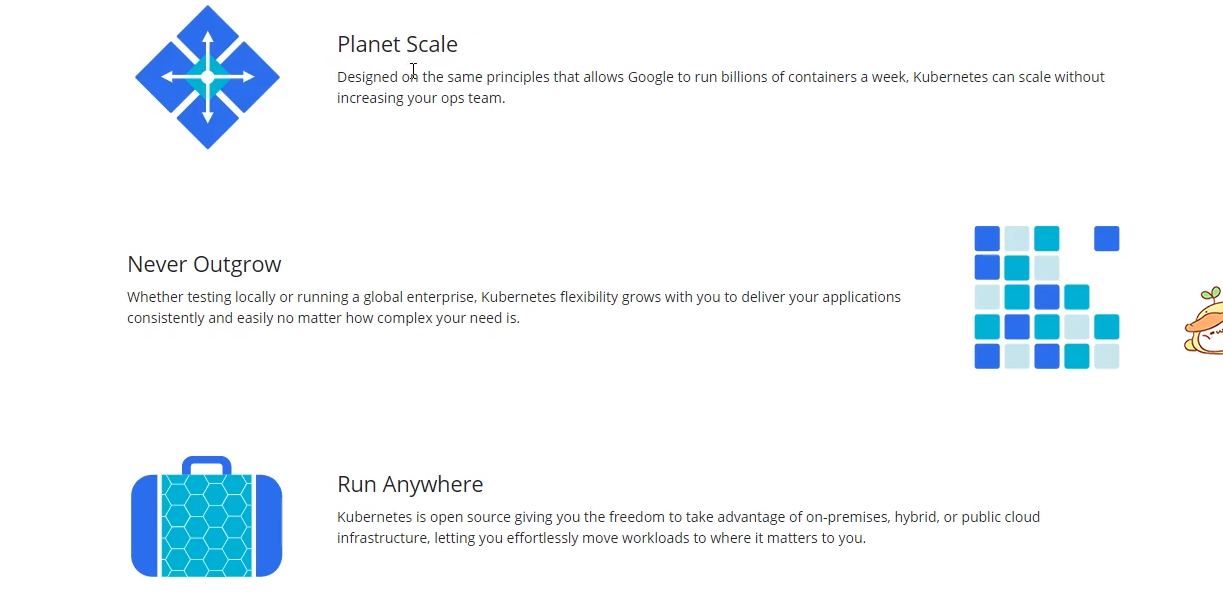 Planet Scale
Designed on the same principles that allows Google to run billions of containers a week, Kubernetes can scale without
increasing your ops team.
Never Outgrow
Whether testing locally or running a global enterprise, Kubernetes flexibility grows with you to deliver your applications
consistently and easily no matter how complex your need is.
Run Anywhere
Kubernetes is open source giving you the freedom to take advantage of on-premises, hybrid, or public cloud
infrastructure, letting you effortlessly move workloads to where it matters to you.